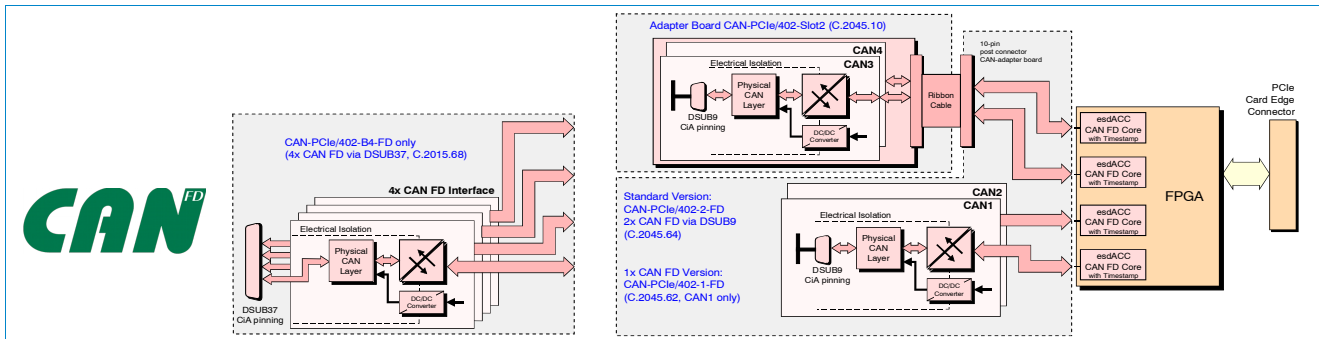 CAN FD
CAN-PCIe/402-B4-FD only
(4x CAN FD via DSUB37, C.2015.68)
4x CAN FD Interface
Electrical Isolation
Physical
CAN
Layer
DC/DC
Converter
DSUB37
CiA pinning
Adapter Board CAN-PCIe/402-Slot2 (C.2045.10)
CAN4
CAN3
Electrical Isolation
Physical
CAN
Layer
DSUB9
CiA pinning
DC/DC
Converter
Ribbon
Cable
10-pin
post connector
CAN-adapter board
Standard Version:
CAN-PCIe/402-2-FD
2x CAN FD via DSUB9
(C.2045.64)
1x CAN FD Version:
CAN-PCIe/402-1-FD
(C.2045.62, CAN1 only)
CAN2
CAN1
Electrical Isolation
Physical
CAN
Layer
DSUB9
CiA pinning
DC/DC
Converter
esdACC
CAN FD Core
with Timestamp
esdACC
CAN FD Core
with Timestamp
esdACC
CAN FD Core
with Timestamp
esdACC
CAN FD Core
with Timestamp
FPGA
PCIe
Card Edge
Connector